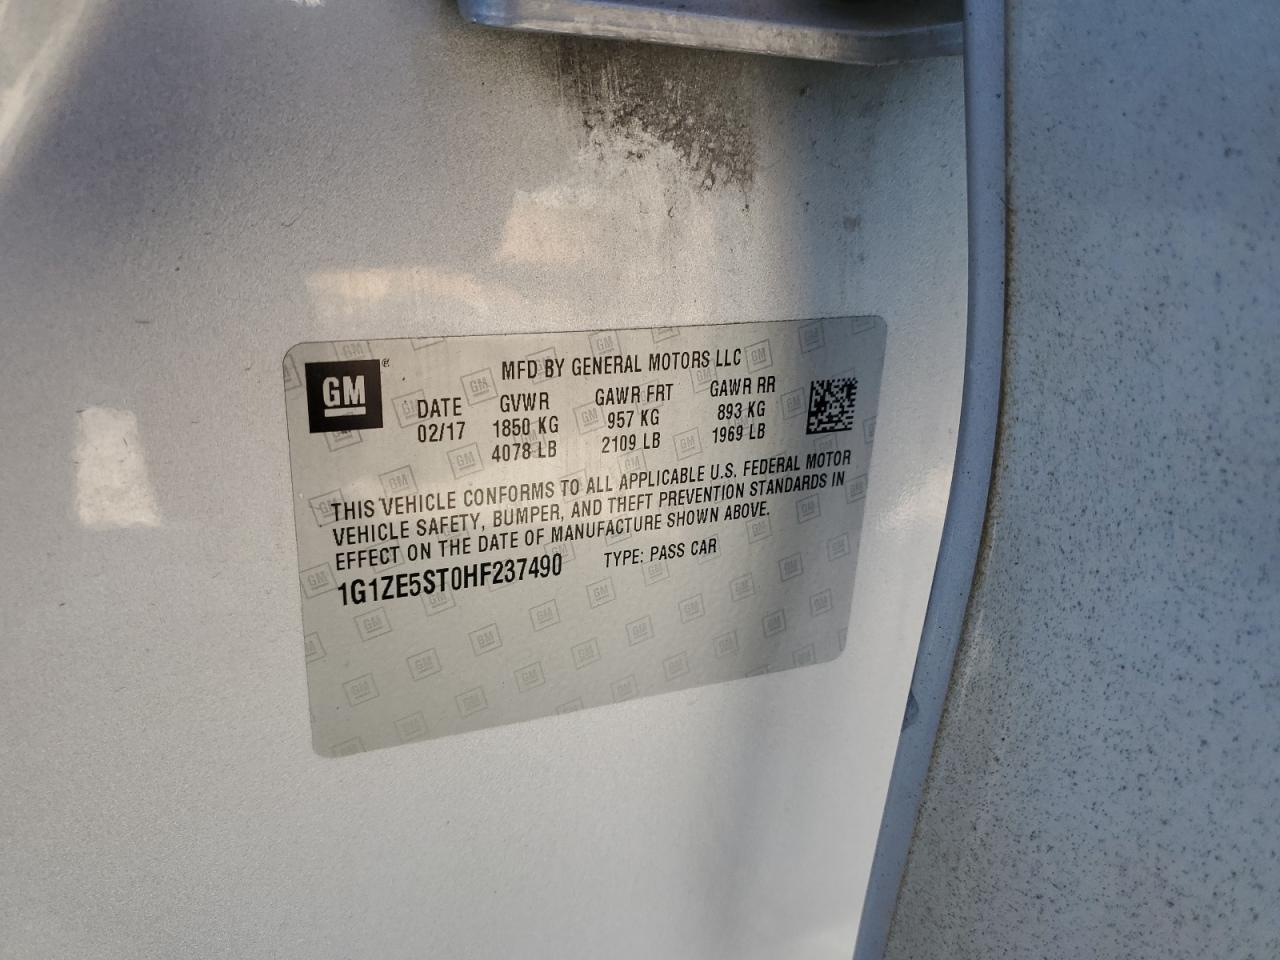 GM®
MFD BY GENERAL MOTORS LLC
DATE GVWR GAWR FRT GAWR RR
02/17 1850 KG 957 KG 893 KG
4078 LB 2109 LB 1969 LB
THIS VEHICLE CONFORMS TO ALL APPLICABLE U.S. FEDERAL MOTOR
VEHICLE SAFETY, BUMPER, AND THEFT PREVENTION STANDARDS IN
EFFECT ON THE DATE OF MANUFACTURE SHOWN ABOVE.
1G1ZE5ST0HF237490 TYPE: PASS CAR